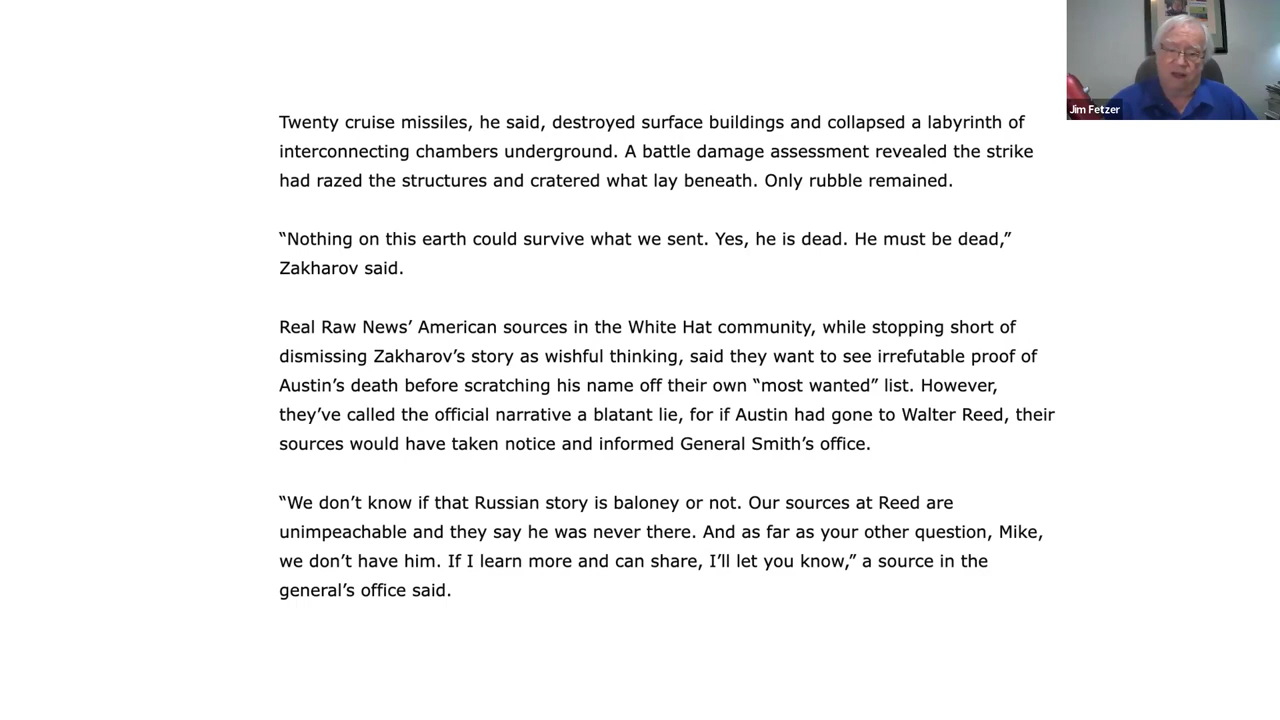 Jim Fetzer
Twenty cruise missiles, he said, destroyed surface buildings and collapsed a labyrinth of
interconnecting chambers underground. A battle damage assessment revealed the strike
had razed the structures and cratered what lay beneath. Only rubble remained.
“Nothing on this earth could survive what we sent. Yes, he is dead. He must be dead,”
Zakharov said.
Real Raw News’ American sources in the White Hat community, while stopping short of
dismissing Zakharov’s story as wishful thinking, said they want to see irrefutable proof of
Austin’s death before scratching his name off their own “most wanted” list. However,
they’ve called the official narrative a blatant lie, for if Austin had gone to Walter Reed, their
sources would have taken notice and informed General Smith’s office.
“We don’t know if that Russian story is baloney or not. Our sources at Reed are
unimpeachable and they say he was never there. And as far as your other question, Mike,
we don’t have him. If I learn more and can share, I’ll let you know,” a source in the
general’s office said.